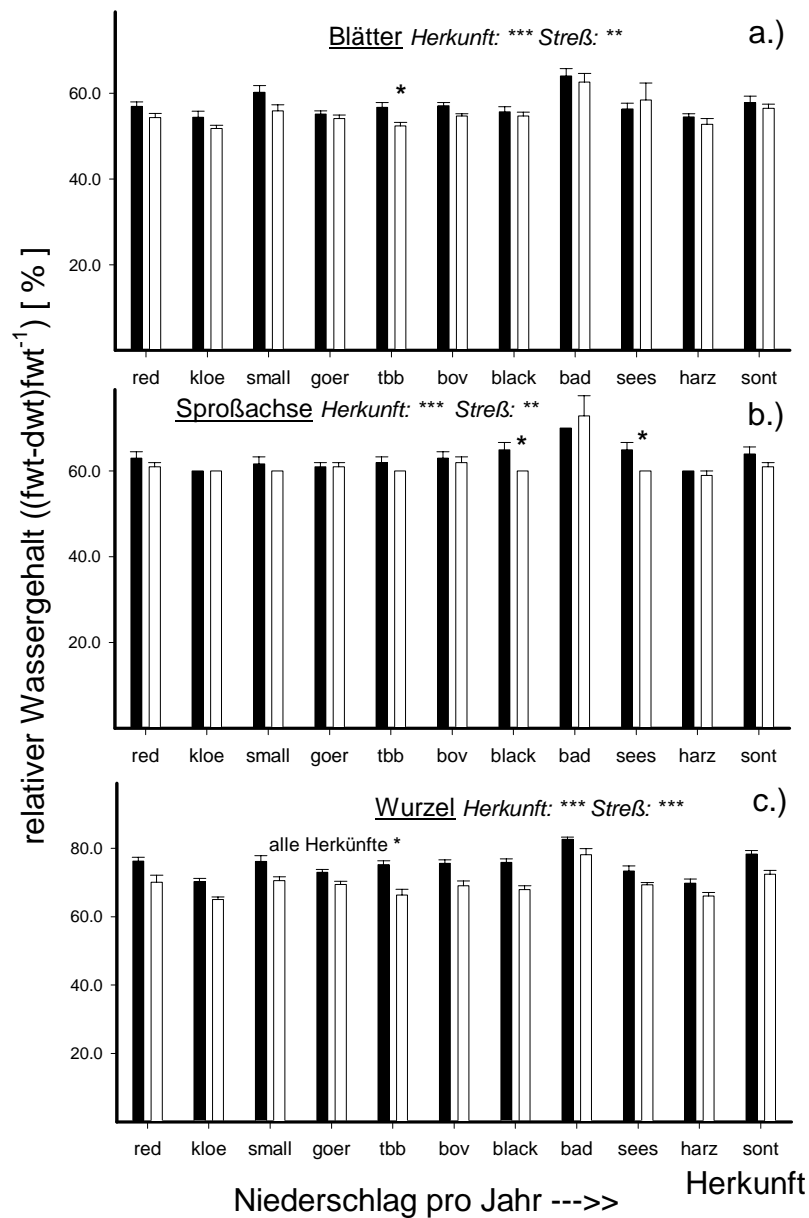 Blätter Herkunft: *** Streß: **
a.)
*
60.0
40.0
20.0
red kloe small goer tbb bov black bad sees harz sont
Sproßachse Herkunft: *** Streß: **
b.)
* *
60.0
40.0
20.0
red kloe small goer tbb bov black bad sees harz sont
Wurzel Herkunft: *** Streß: ***
c.)
alle Herkünfte *
80.0
60.0
40.0
20.0
red kloe small goer tbb bov black bad sees harz sont
relativer Wassergehalt ((fwt-dwt)fwt⁻¹) [ % ]
Herkunft
Niederschlag pro Jahr --->>